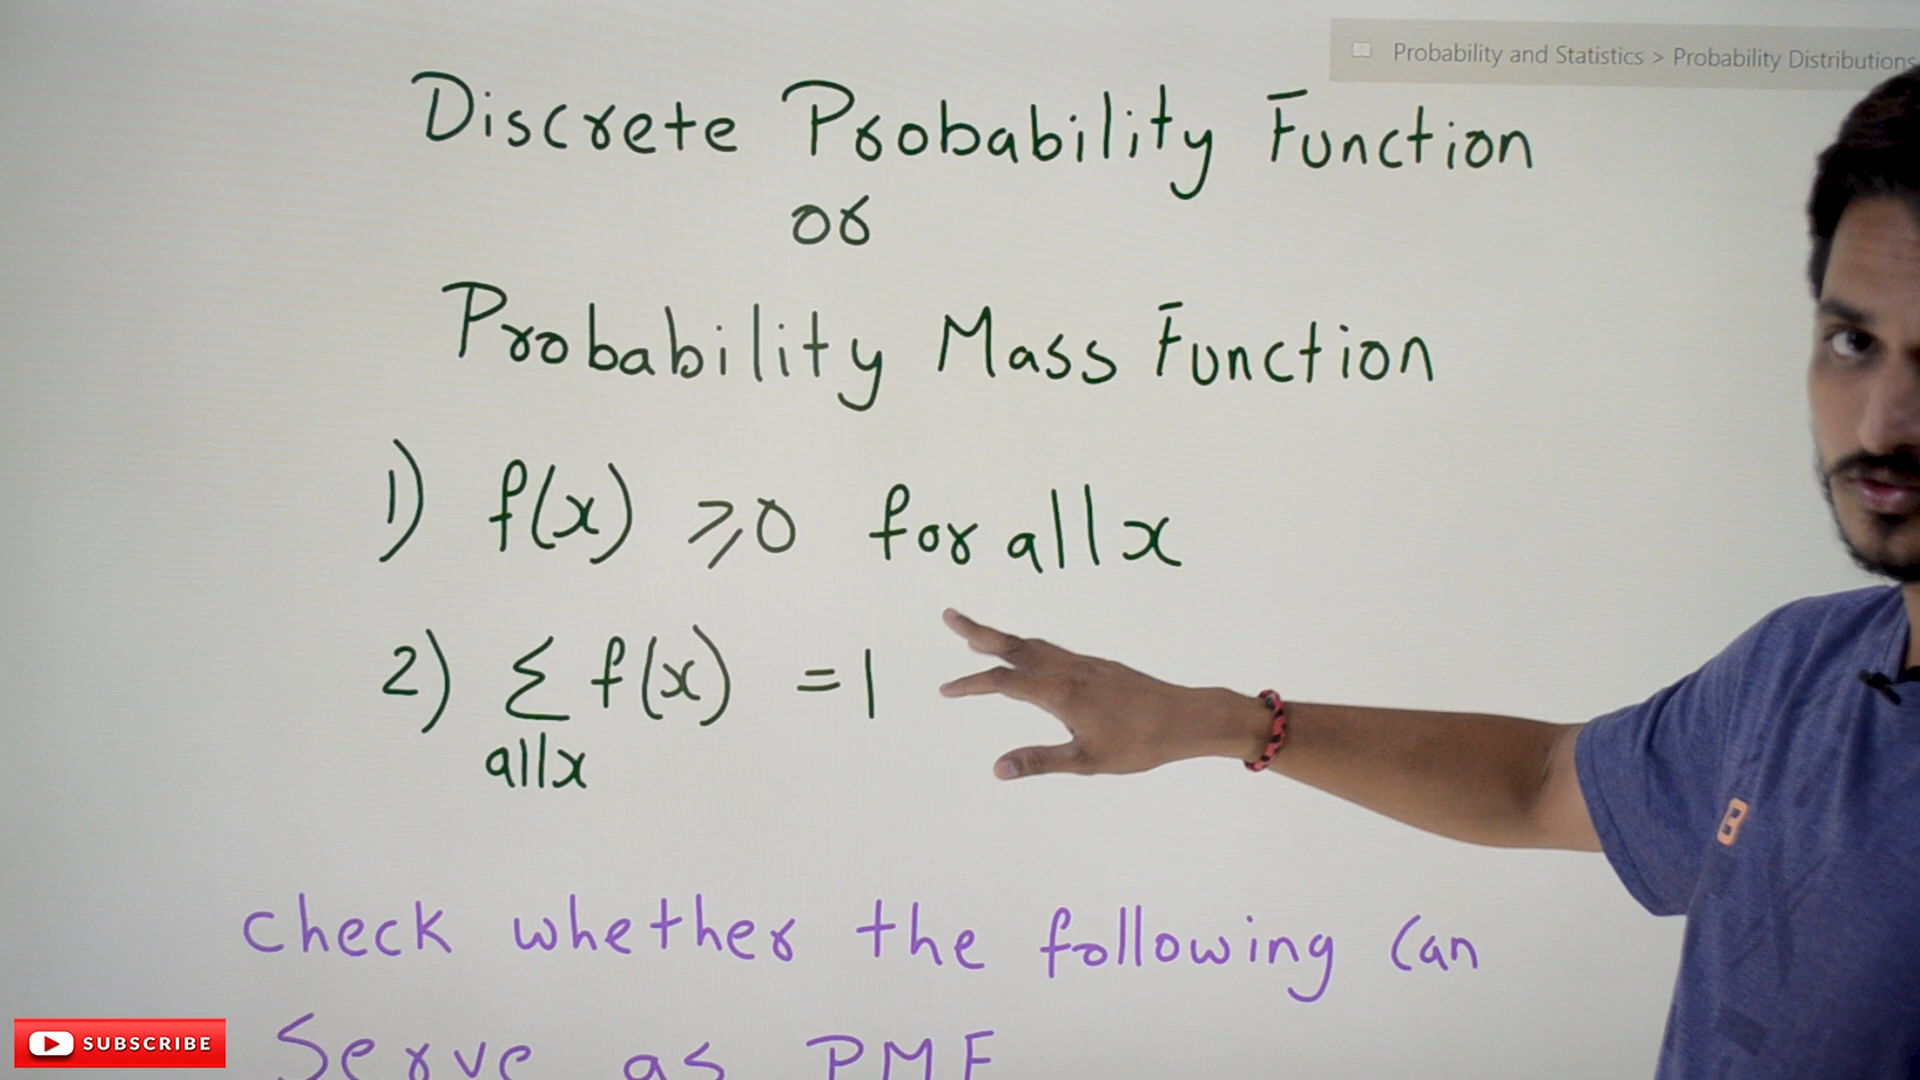 Probability and Statistics > Probability Distributions
Discrete Probability Function
or
Probability Mass Function
1) f(x) ⩾0 for all x
2) ∑ f(x) =1
all x
check whether the following can
Serve as PMF
SUBSCRIBE